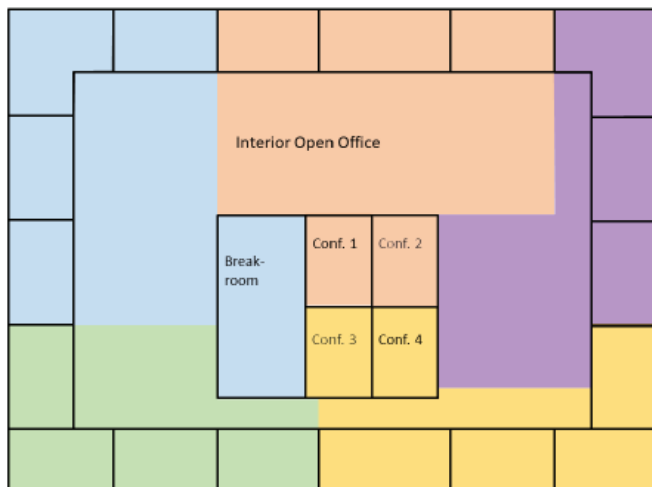 Interior Open Office
Break-
room
Conf. 1
Conf. 2
Conf. 3
Conf. 4